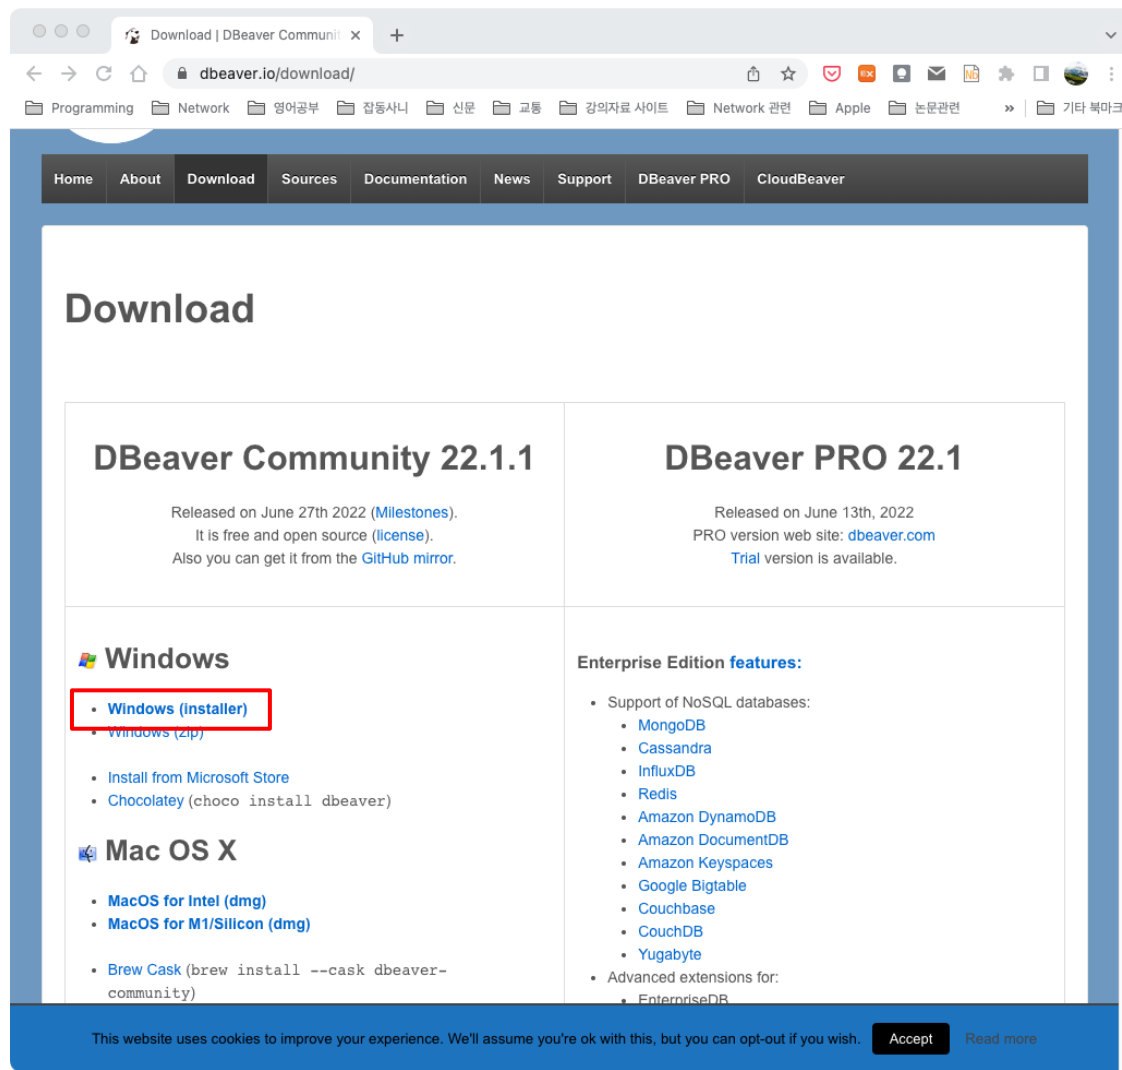 Download | DBeaver Communit
dbeaver.io/download/
Programming Network 영어공부 잡동사니 신문 교통 강의자료 사이트 Network 관련 Apple 논문관련 » 기타 북마크
Home About Download Sources Documentation News Support DBeaver PRO CloudBeaver
Download
DBeaver Community 22.1.1
Released on June 27th 2022 (Milestones).
It is free and open source (license).
Also you can get it from the GitHub mirror.
DBeaver PRO 22.1
Released on June 13th, 2022
PRO version web site: dbeaver.com
Trial version is available.
Windows
• Windows (installer)
• Windows (zip)
• Install from Microsoft Store
• Chocolatey (choco install dbeaver)
Mac OS X
• MacOS for Intel (dmg)
• MacOS for M1/Silicon (dmg)
• Brew Cask (brew install --cask dbeaver-
community)
Enterprise Edition features:
• Support of NoSQL databases:
• MongoDB
• Cassandra
• InfluxDB
• Redis
• Amazon DynamoDB
• Amazon DocumentDB
• Amazon Keyspaces
• Google Bigtable
• Couchbase
• CouchDB
• Yugabyte
• Advanced extensions for:
• EnterpriseDB
This website uses cookies to improve your experience. We'll assume you're ok with this, but you can opt-out if you wish. Accept Read more